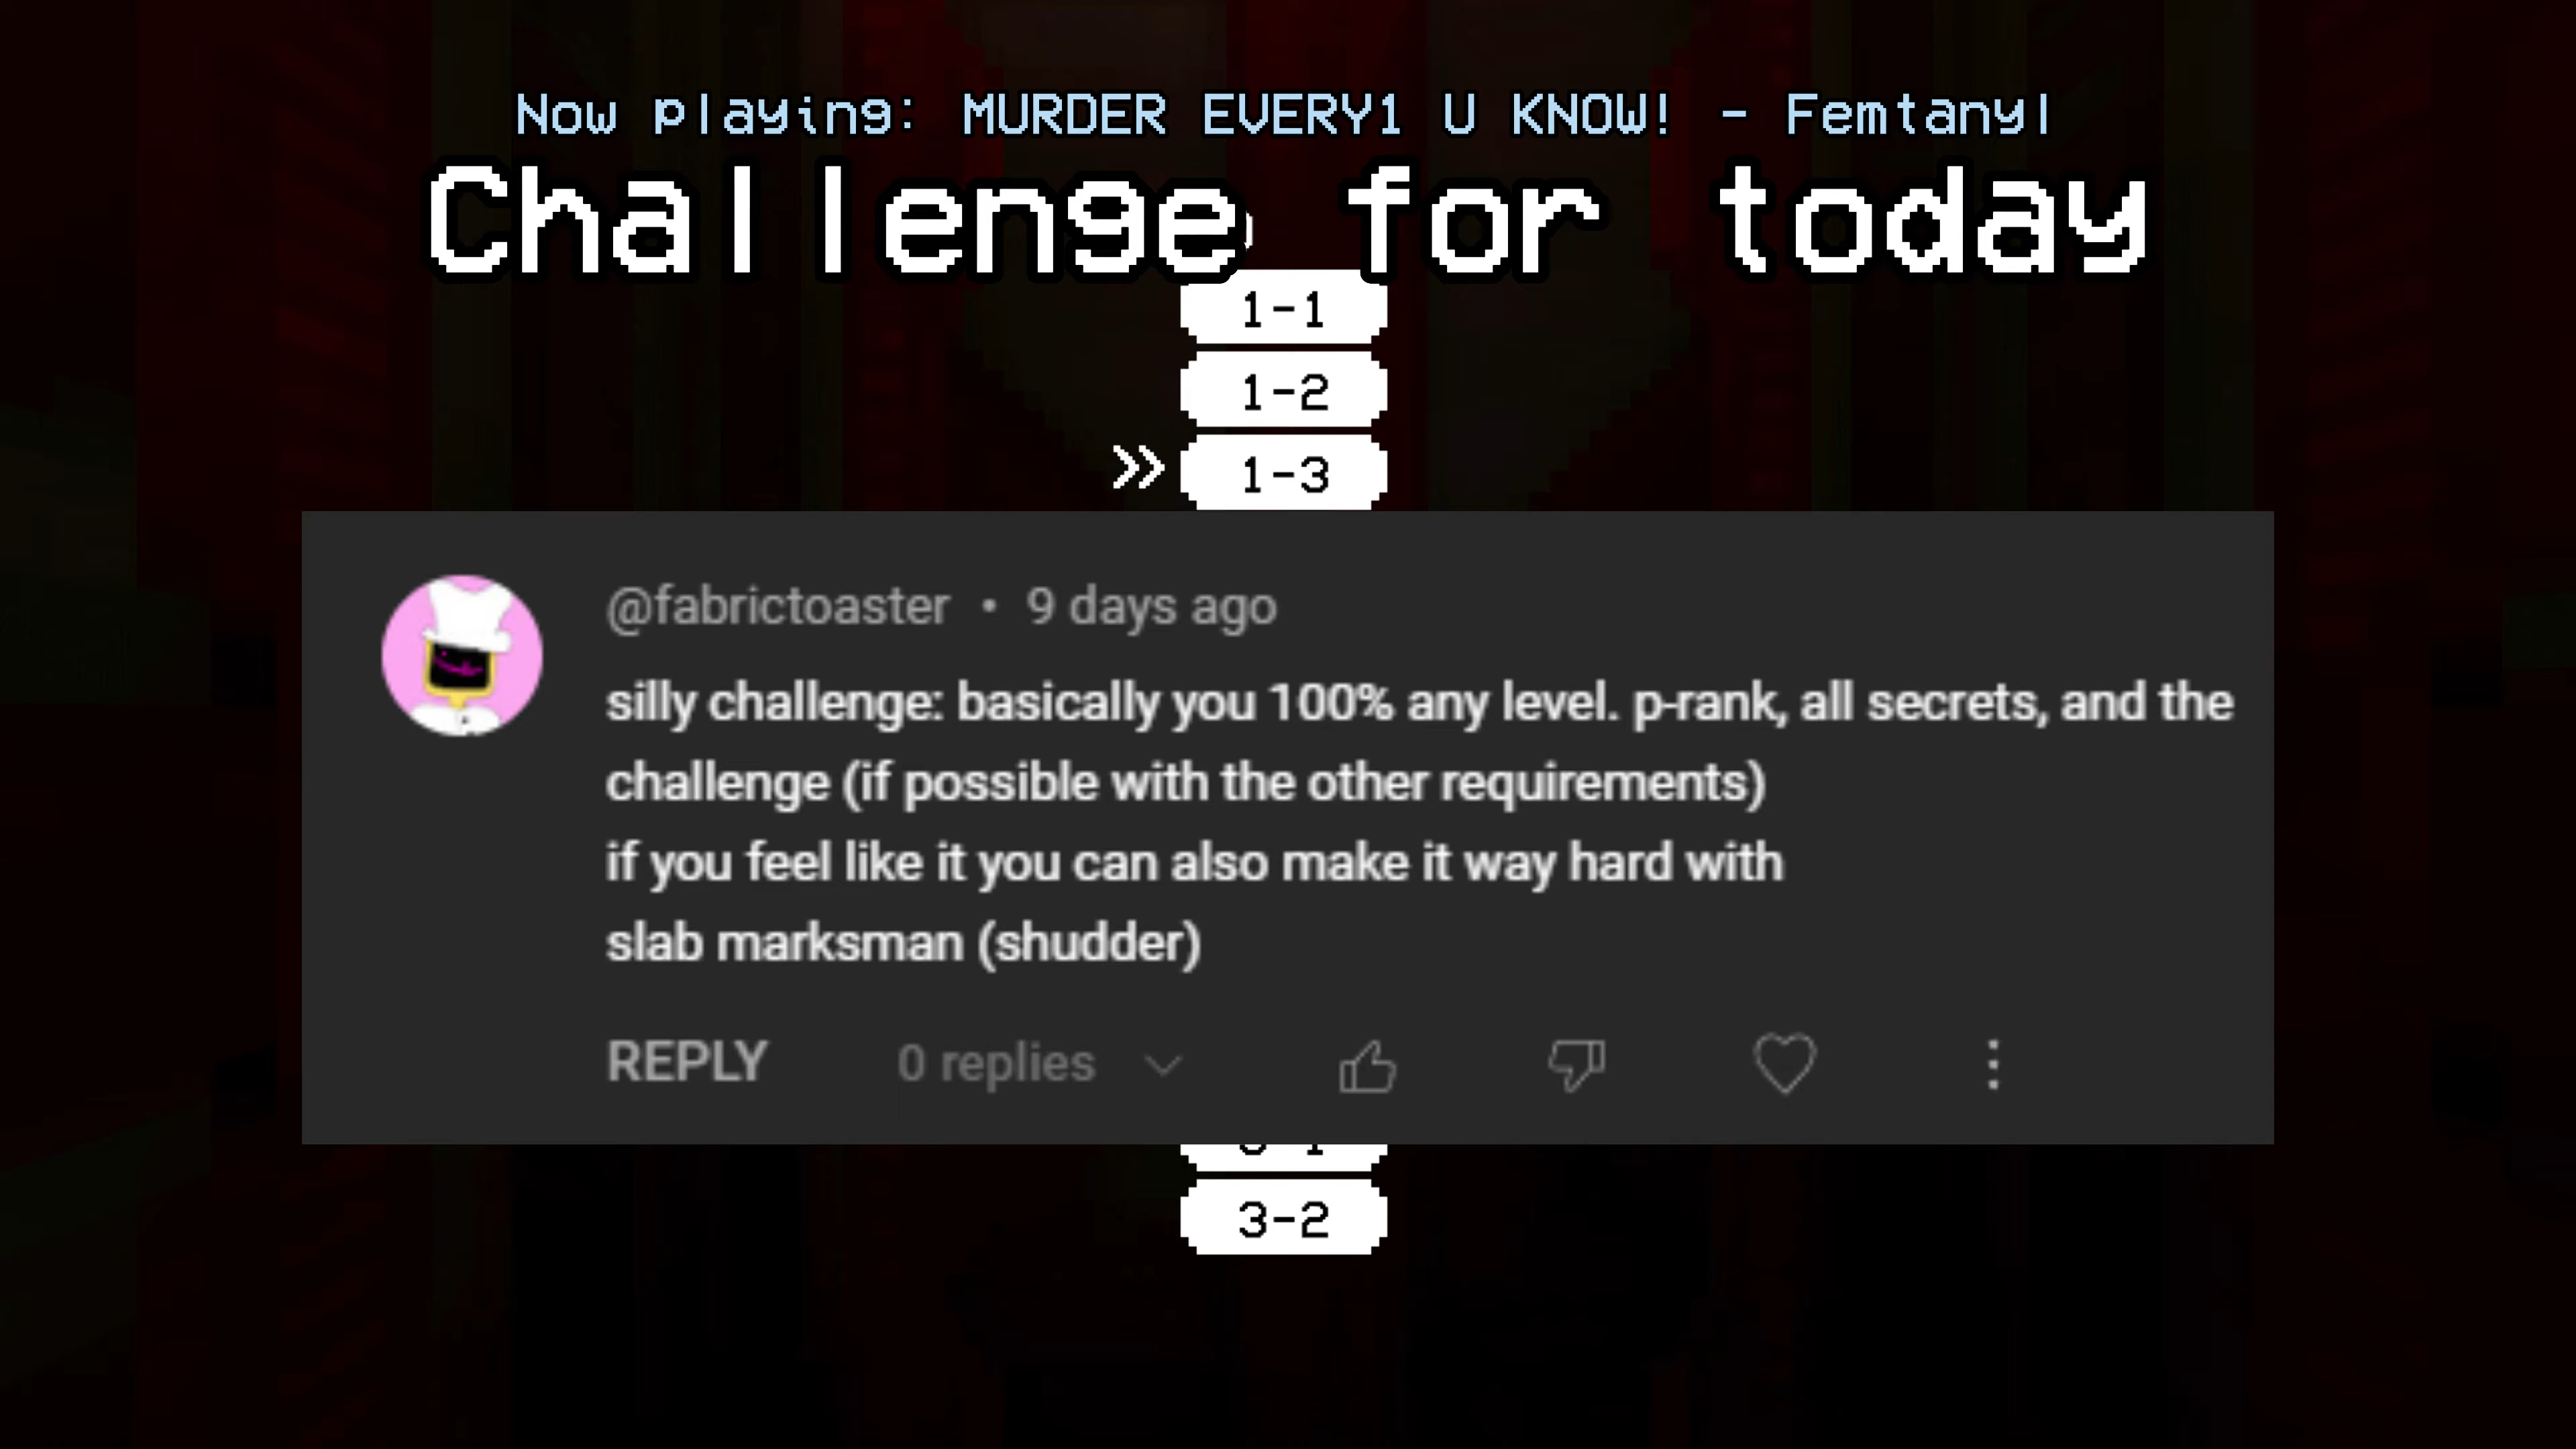 Now playing: MURDER EVERY1 U KNOW! - Femtanyl
Challenge for today
1-1
1-2
» 1-3
@fabrictoaster • 9 days ago
silly challenge: basically you 100% any level. p-rank, all secrets, and the
challenge (if possible with the other requirements)
if you feel like it you can also make it way hard with
slab marksman (shudder)
REPLY 0 replies
3-2